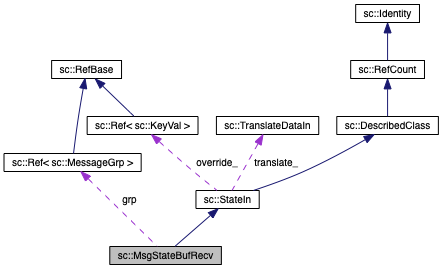 sc::Identity
sc::RefBase
sc::RefCount
sc::Ref< sc::KeyVal >
sc::TranslateDataIn
sc::DescribedClass
sc::Ref< sc::MessageGrp >
override_
translate_
grp
sc::StateIn
sc::MsgStateBufRecv